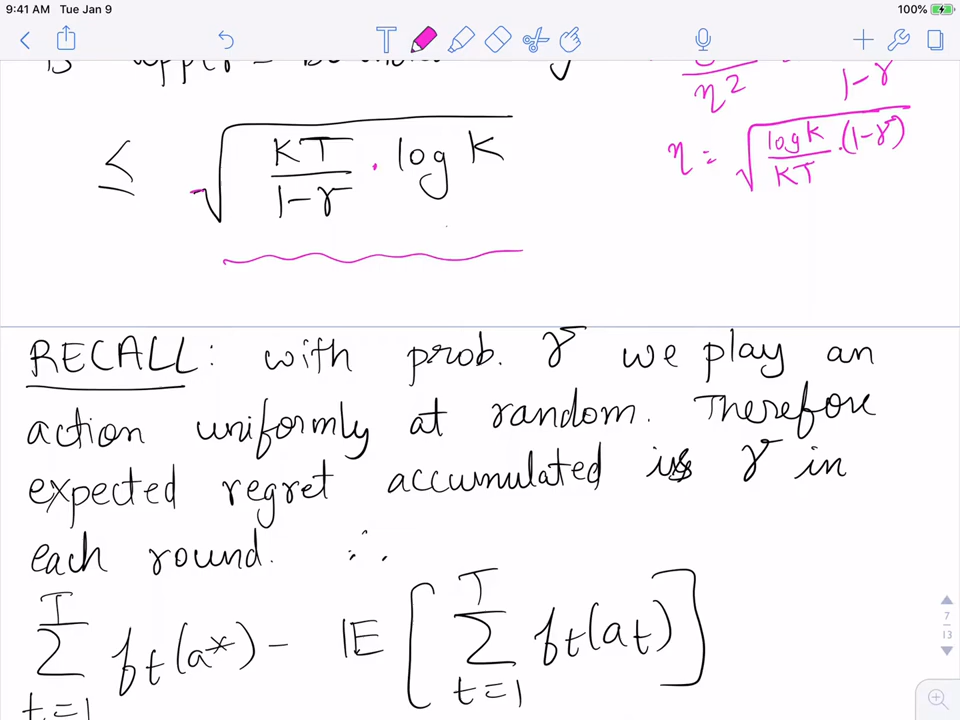 9:41 AM Tue Jan 9
100%
T
1-γ
η²
≤ √(KT/(1-γ) · log K)
η = √(log K/KT · (1-γ))
RECALL: with prob. γ we play an
action uniformly at random. Therefore
expected regret accumulated is γ in
each round. ∴
T
∑ f_t(a*) - IE [ ∑_{t=1}^{T} f_t(a_t) ]
t=1
7
13